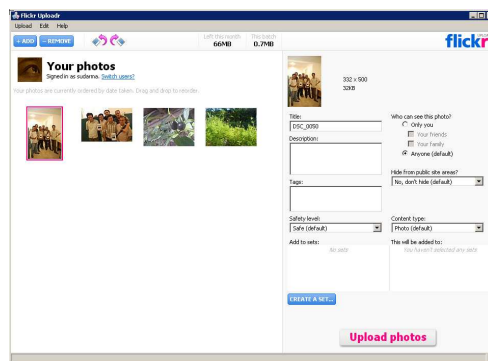 Flickr Uploadr
Upload Edit Help
+ ADD - REMOVE
Left this month
66MB
This batch
0.7MB
flickr
Your photos
Signed in as sudarma. Switch users?
Your photos are currently ordered by date taken. Drag and drop to reorder.
332 x 500
32KB
Title:
DSC_0050
Description:
Tags:
Who can see this photo?
Only you
Your friends
Your family
Anyone (default)
Hide from public site areas?
No, don't hide (default)
Safety level:
Safe (default)
Content type:
Photo (default)
Add to sets:
No sets
This will be added to:
You haven't selected any sets
CREATE A SET...
Upload photos